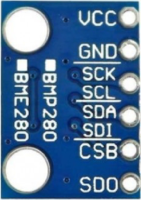 VCC
GND
SCK
SCL
SDA
SDI
CSB
SDO
BME280
BMP280